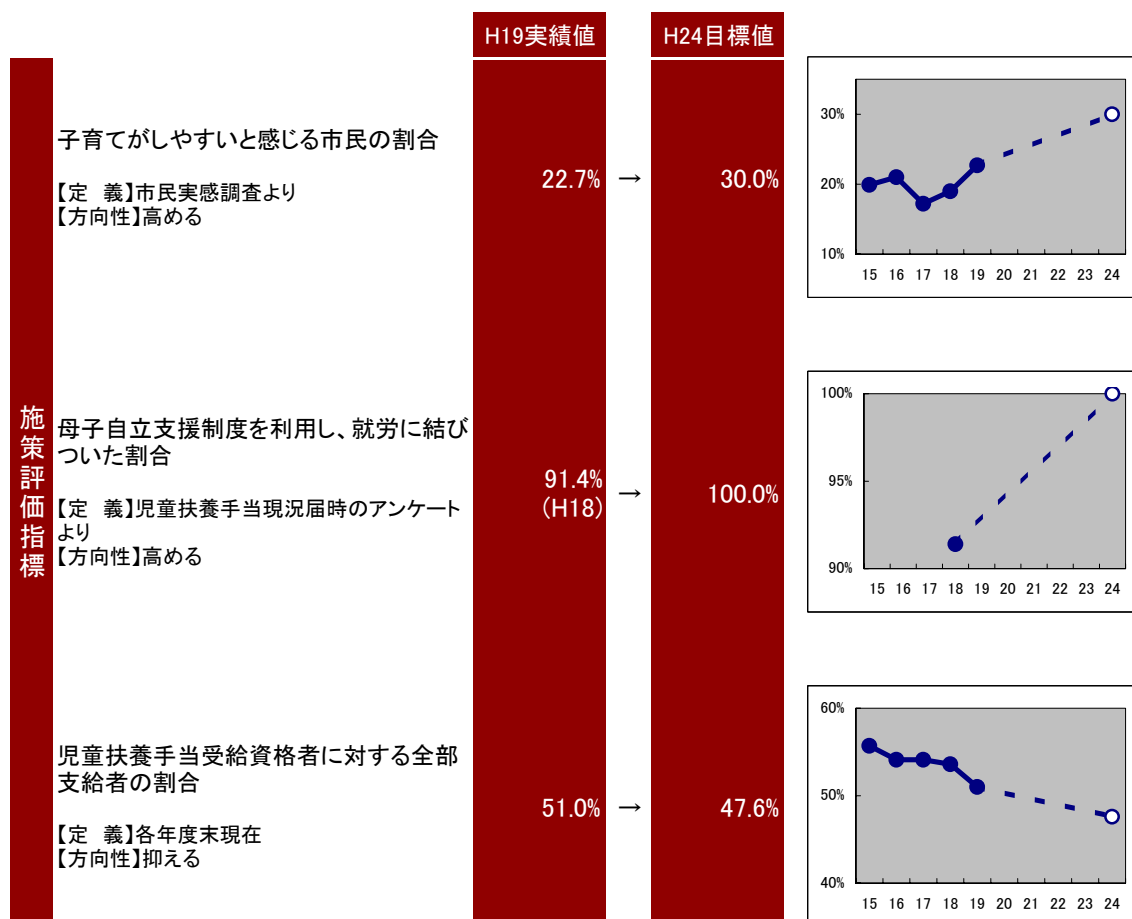 H19実績値
H24目標値
施策評価指標
子育てがしやすいと感じる市民の割合
【定　義】市民実感調査より
【方向性】高める
22.7%
→
30.0%
30%
20%
10%
15 16 17 18 19 20 21 22 23 24
母子自立支援制度を利用し、就労に結び
ついた割合
【定　義】児童扶養手当現況届時のアンケート
より
【方向性】高める
91.4%
(H18)
→
100.0%
100%
95%
90%
15 16 17 18 19 20 21 22 23 24
児童扶養手当受給資格者に対する全部
支給者の割合
【定　義】各年度末現在
【方向性】抑える
51.0%
→
47.6%
60%
50%
40%
15 16 17 18 19 20 21 22 23 24